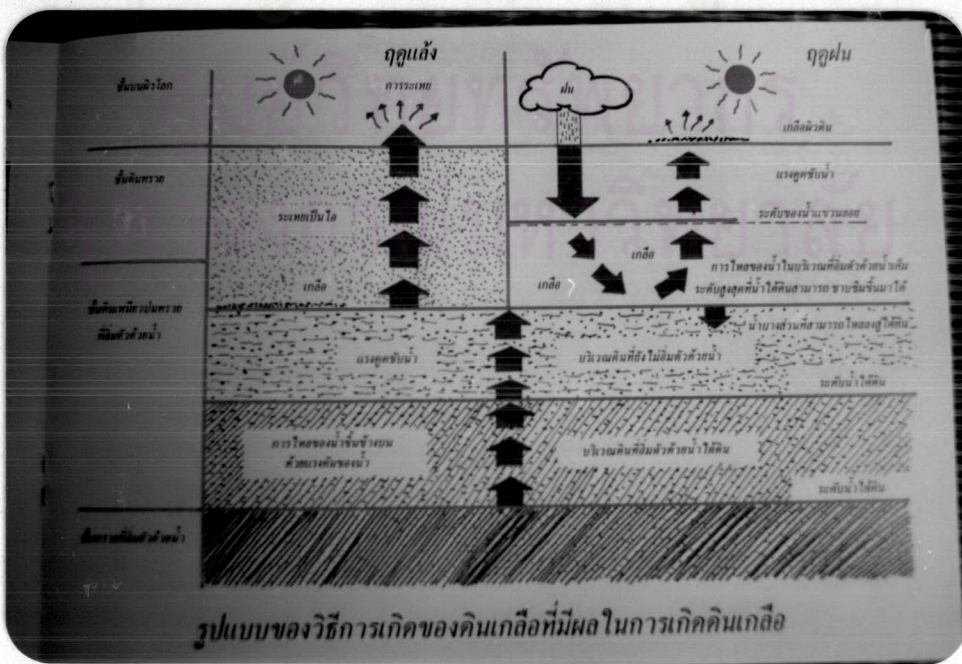 ฤดูแล้ง
ฤดูฝน
ชั้นบนผิวโลก
การระเหย
ฝน
เกลือผิวดิน
ชั้นดินทราย
แรงดูดซับน้ำ
ระเหยเป็นไอ
ระดับของน้ำแขวนลอย
เกลือ
เกลือ
เกลือ
การไหลของน้ำในบริเวณที่อิ่มตัวด้วยน้ำเค็ม
ระดับสูงสุดที่น้ำใต้ดินสามารถ ซาบซึมขึ้นมาได้
ชั้นดินเหนียวปนทราย
ที่อิ่มตัวด้วยน้ำ
น้ำบางส่วนที่สามารถไหลลงสู่ใต้ดิน
แรงดูดซับน้ำ
บริเวณดินที่ยังไม่อิ่มตัวด้วยน้ำ
ระดับน้ำใต้ดิน
การไหลของน้ำขึ้นข้างบน
ด้วยแรงดันของน้ำ
บริเวณดินที่อิ่มตัวด้วยน้ำใต้ดิน
ระดับน้ำใต้ดิน
ชั้นทรายที่อิ่มตัวด้วยน้ำ
รูปแบบของวิธีการเกิดของดินเกลือที่มีผลในการเกิดดินเกลือ